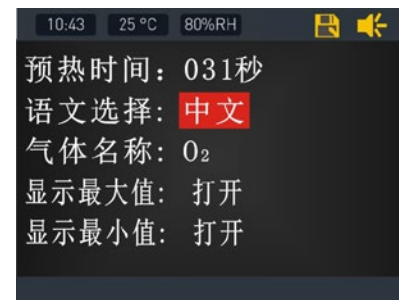 10:43 25 °C 80%RH
预热时间：031秒
语文选择：中文
气体名称：O₂
显示最大值： 打开
显示最小值： 打开